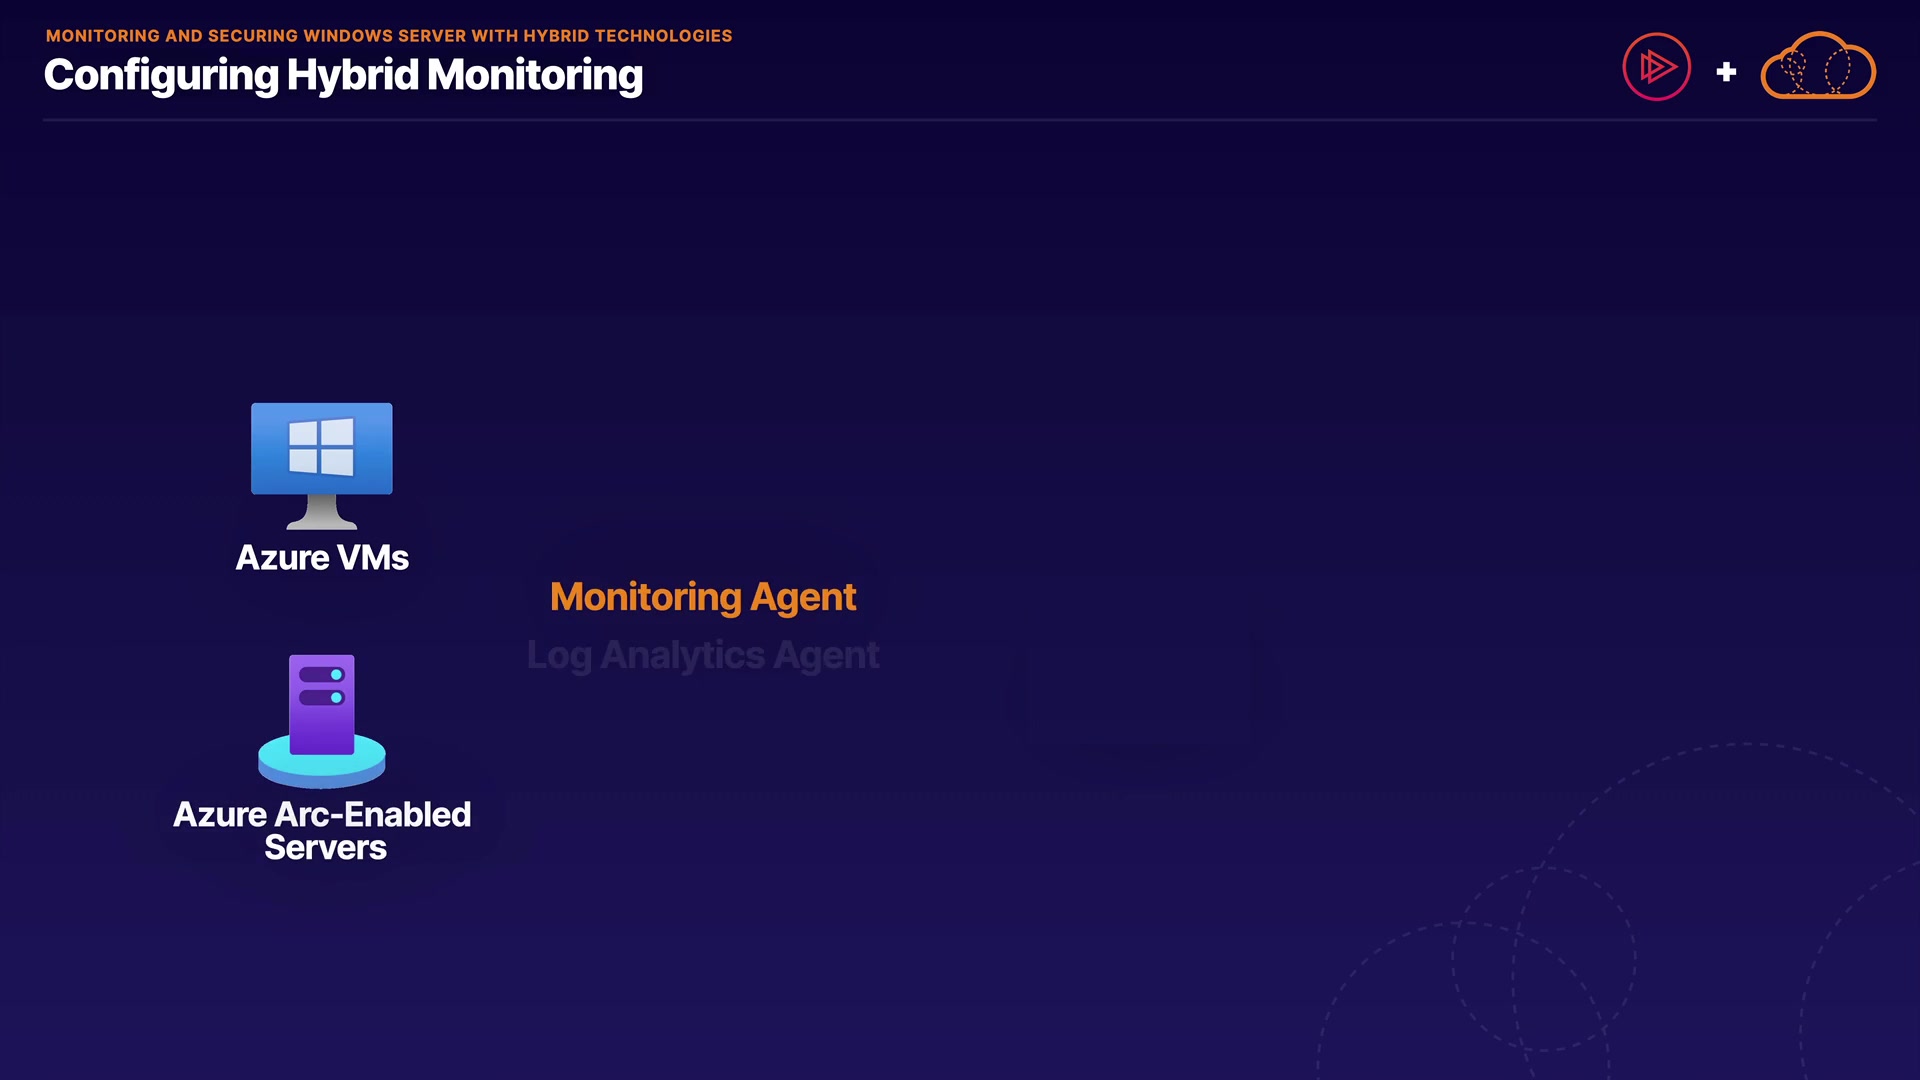 MONITORING AND SECURING WINDOWS SERVER WITH HYBRID TECHNOLOGIES
Configuring Hybrid Monitoring
Azure VMs
Monitoring Agent
Log Analytics Agent
Azure Arc-Enabled
Servers